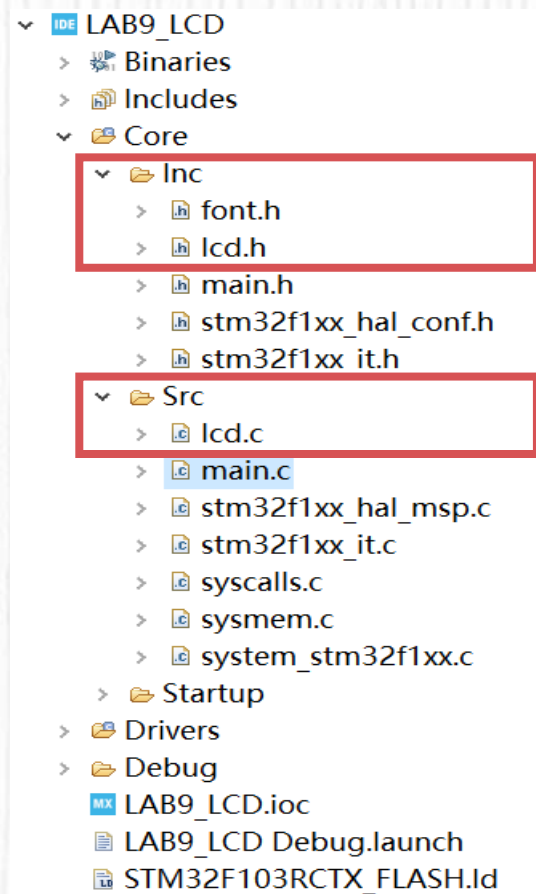 IDE LAB9_LCD
Binaries
Includes
Core
Inc
font.h
lcd.h
main.h
stm32f1xx_hal_conf.h
stm32f1xx_it.h
Src
lcd.c
main.c
stm32f1xx_hal_msp.c
stm32f1xx_it.c
syscalls.c
sysmem.c
system_stm32f1xx.c
Startup
Drivers
Debug
MX LAB9_LCD.ioc
LAB9_LCD Debug.launch
STM32F103RCTX_FLASH.ld